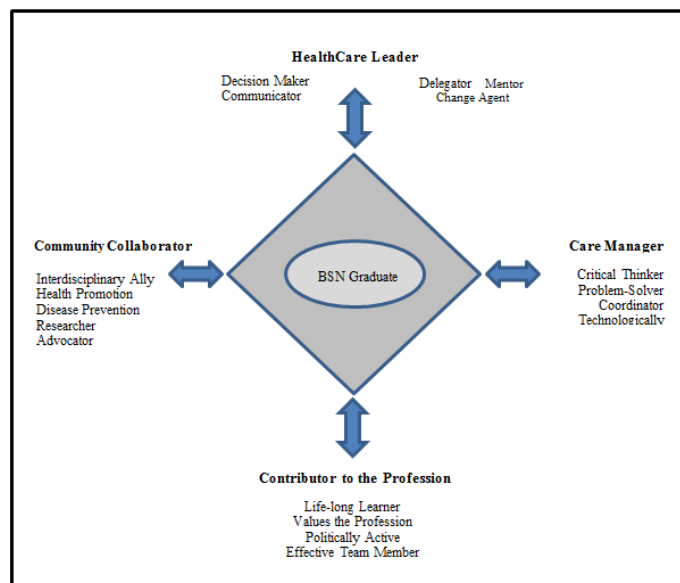 HealthCare Leader
Decision Maker
Communicator
Delegator Mentor
Change Agent
Community Collaborator
Interdisciplinary Ally
Health Promotion
Disease Prevention
Researcher
Advocator
BSN Graduate
Care Manager
Critical Thinker
Problem-Solver
Coordinator
Technologically
Contributor to the Profession
Life-long Learner
Values the Profession
Politically Active
Effective Team Member